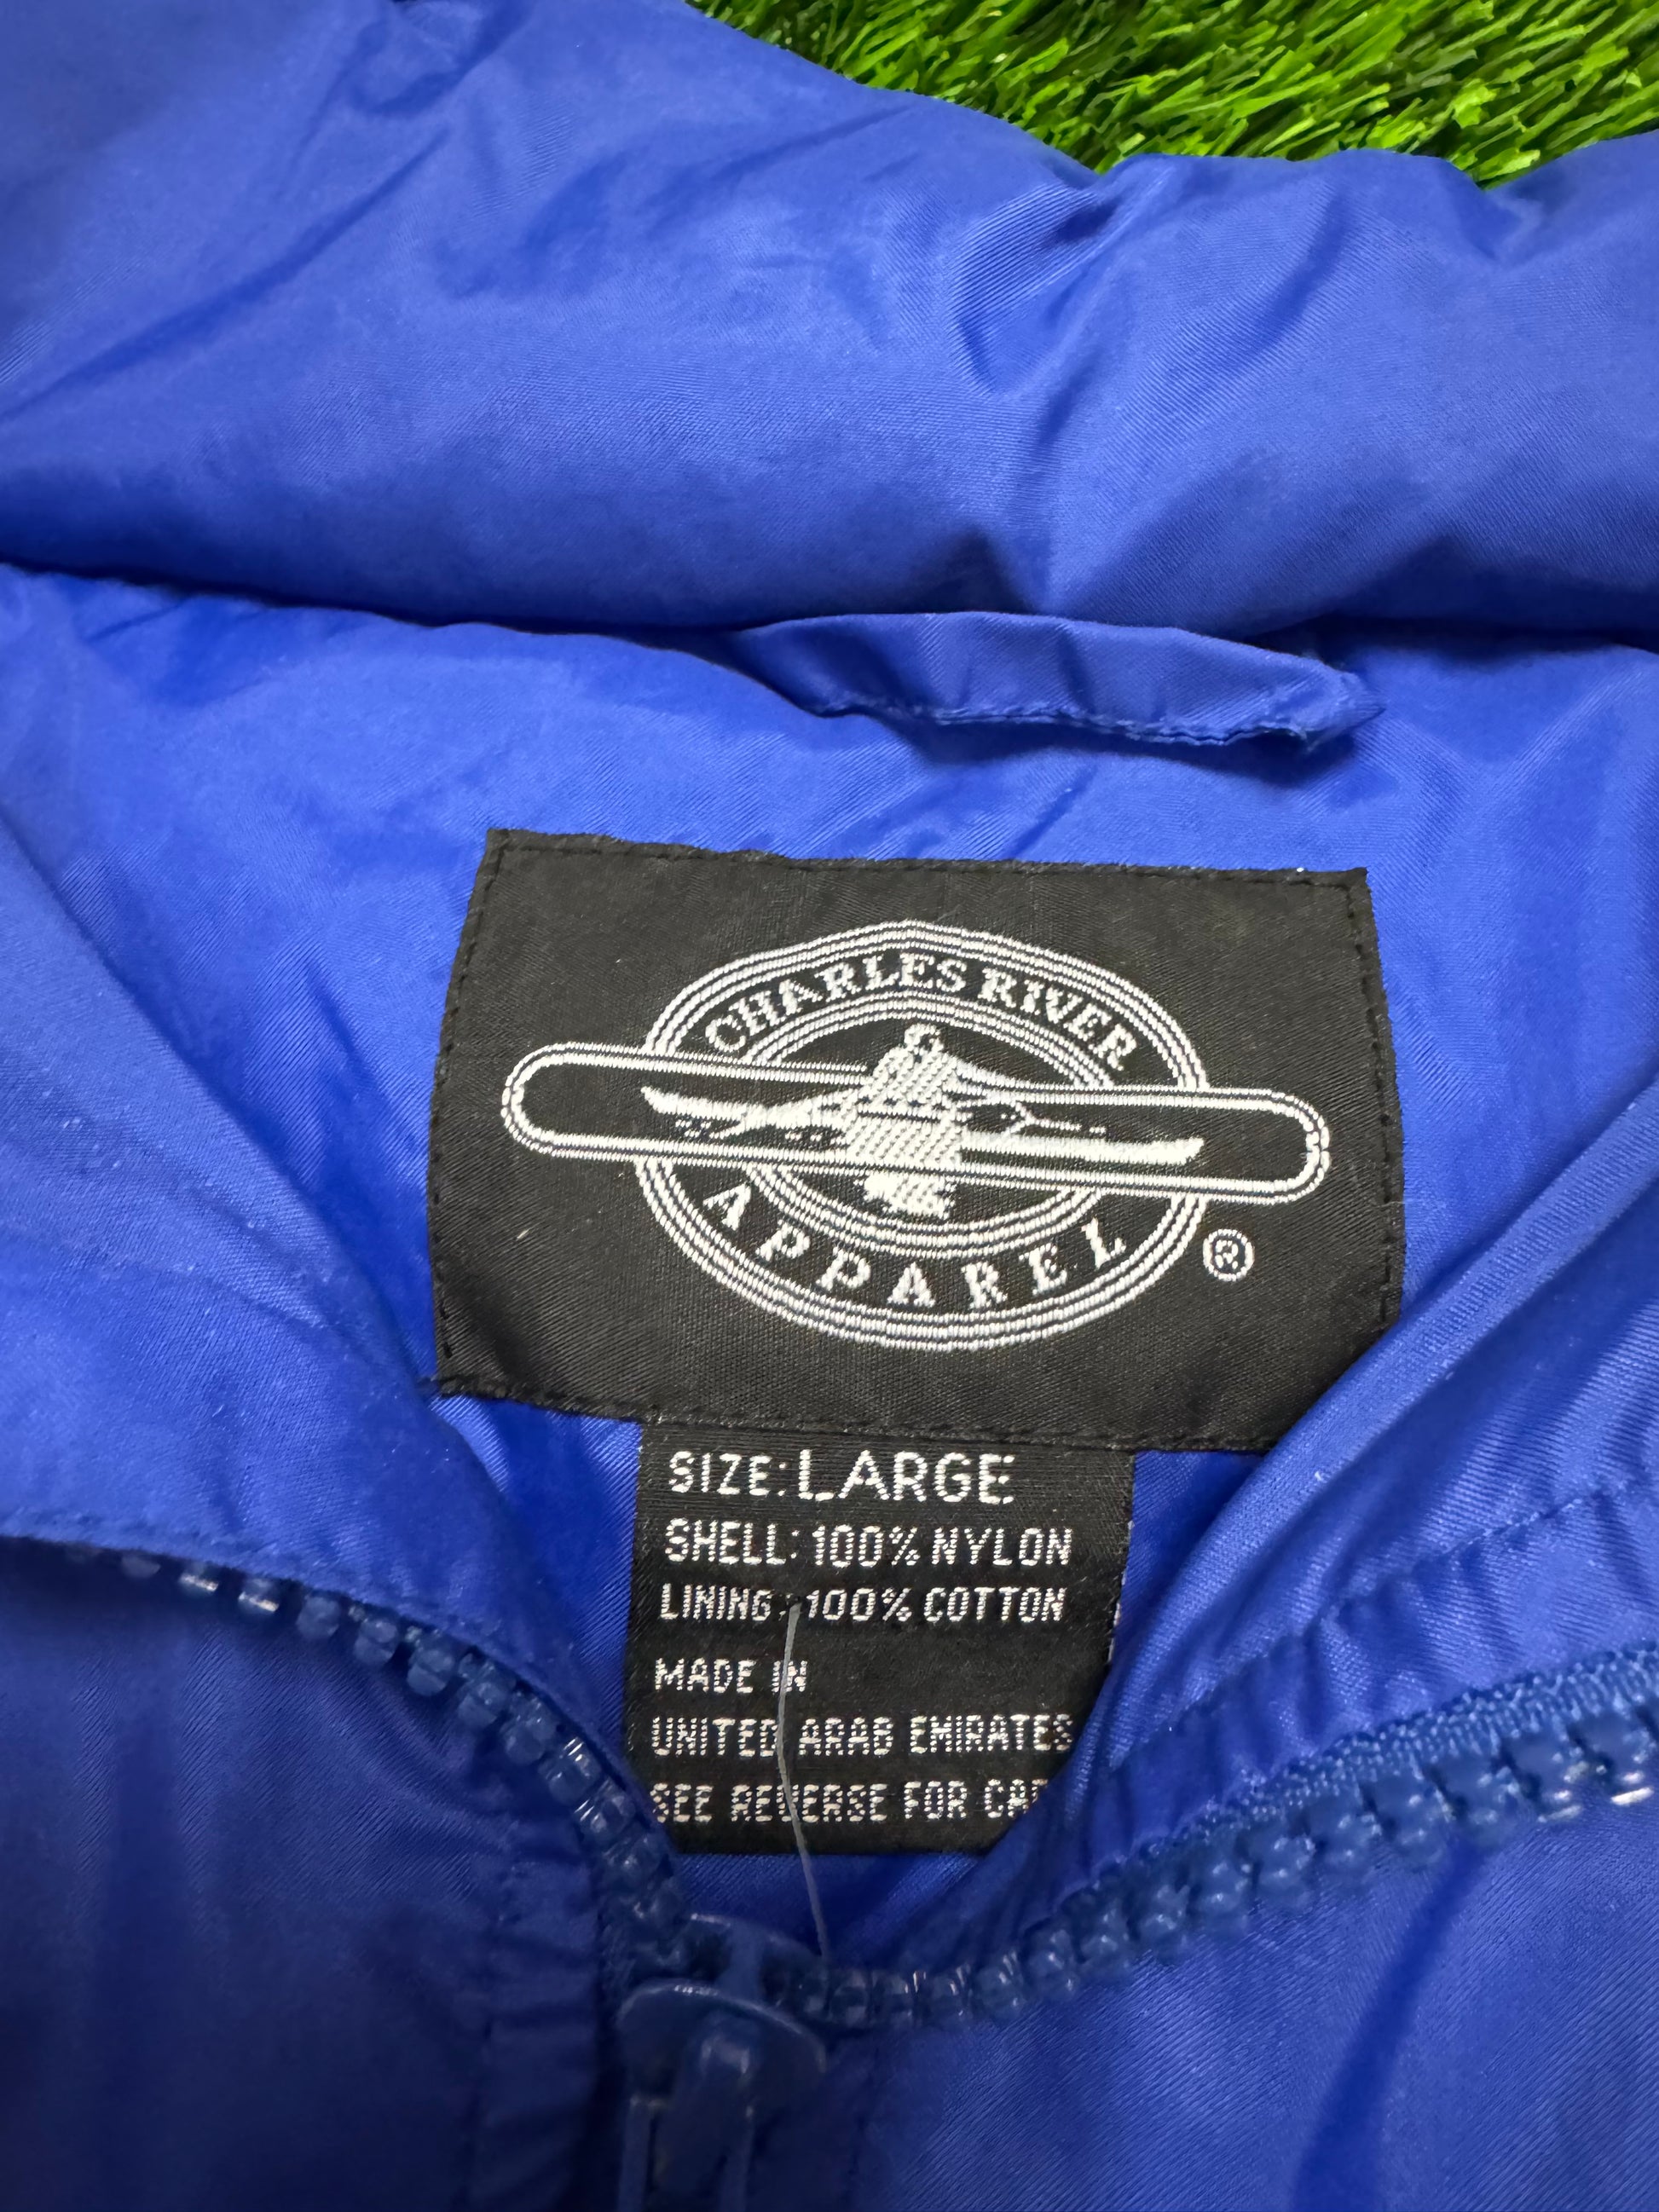 CHARLES RIVER
APPAREL
®
SIZE: LARGE
SHELL: 100% NYLON
LINING: 100% COTTON
MADE IN
UNITED ARAB EMIRATES
SEE REVERSE FOR